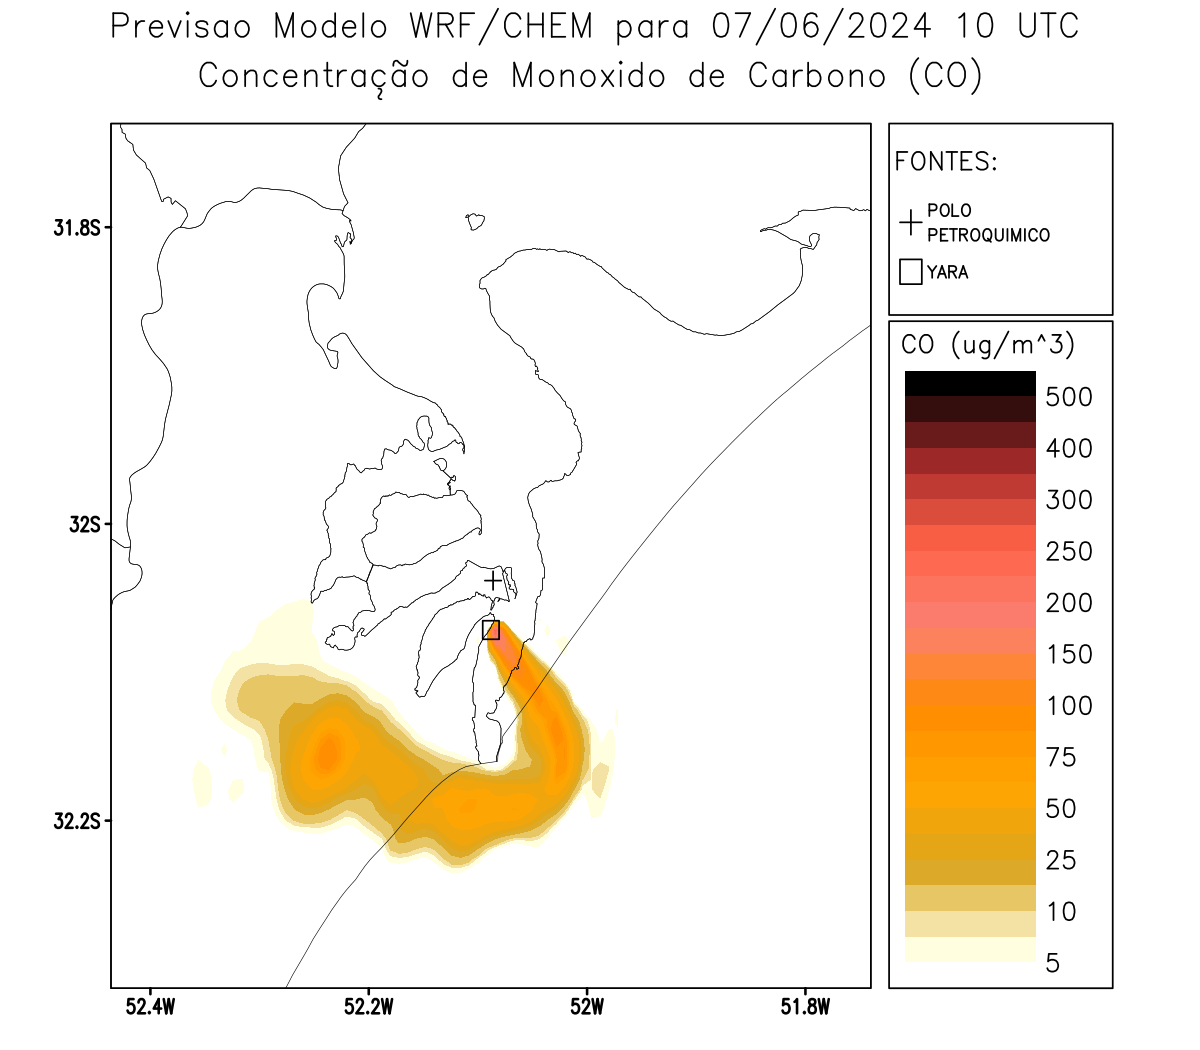 Previsao Modelo WRF/CHEM para 07/06/2024 10 UTC
Concentração de Monoxido de Carbono (CO)
FONTES:
POLO
PETROQUIMICO
YARA
CO (ug/m^3)
500
400
300
250
200
150
100
75
50
25
10
5
31.8S
32S
32.2S
52.4W
52.2W
52W
51.8W